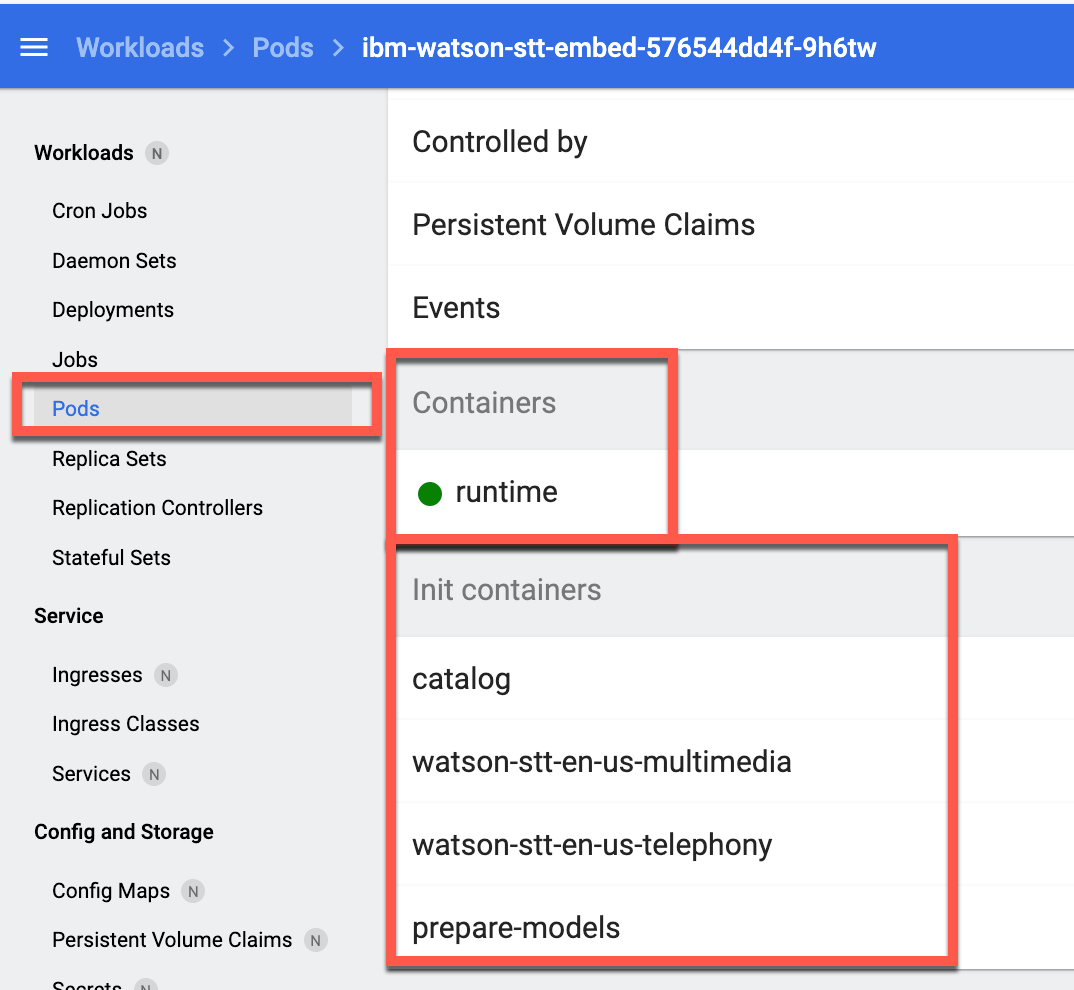 Workloads > Pods > ibm-watson-stt-embed-576544dd4f-9h6tw
Workloads N
Cron Jobs
Daemon Sets
Deployments
Jobs
Pods
Replica Sets
Replication Controllers
Stateful Sets
Service
Ingresses N
Ingress Classes
Services N
Config and Storage
Config Maps N
Persistent Volume Claims N
Secrets N
Controlled by
Persistent Volume Claims
Events
Containers
runtime
Init containers
catalog
watson-stt-en-us-multimedia
watson-stt-en-us-telephony
prepare-models